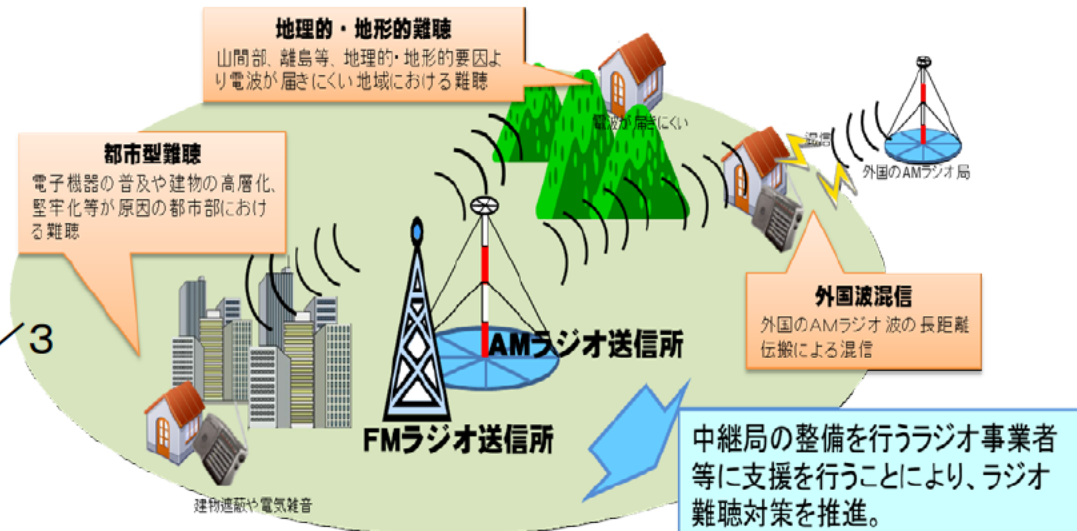 地理的・地形的難聴
山間部、離島等、地理的・地形的要因よ
り電波が届きにくい地域における難聴
電波が届きにくい
混信
外国のAMラジオ局
都市型難聴
電子機器の普及や建物の高層化、
堅牢化等が原因の都市部におけ
る難聴
外国波混信
外国のAMラジオ波の長距離
伝搬による混信
／3
AMラジオ送信所
FMラジオ送信所
建物遮蔽や電気雑音
中継局の整備を行うラジオ事業者
等に支援を行うことにより、ラジオ
難聴対策を推進。